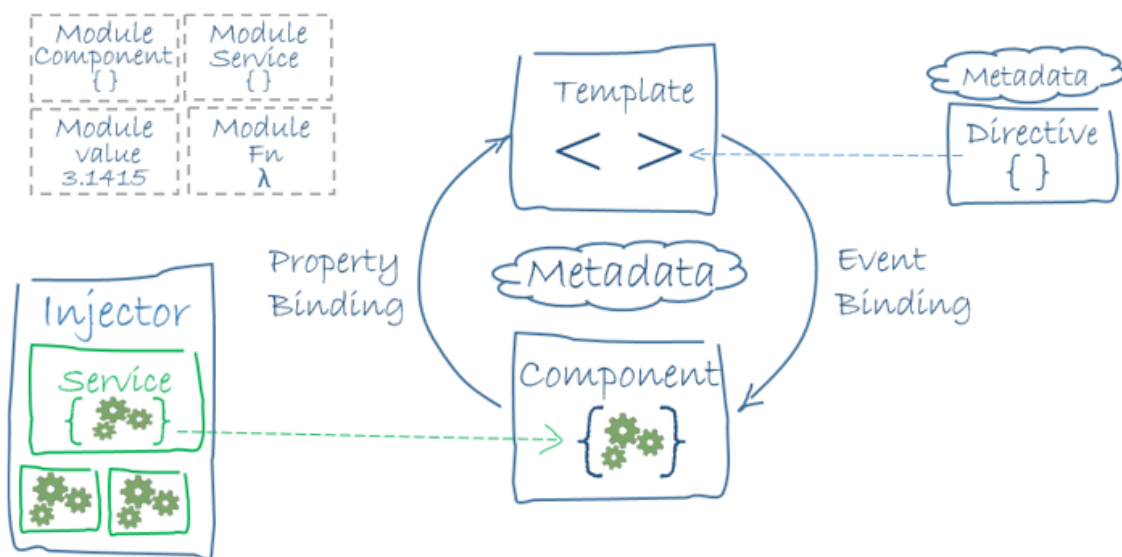 Module
Component
{ }
Module
Service
{ }
Module
value
3.1415
Module
Fn
λ
Template
< >
Metadata
Directive
{ }
Property
Binding
Metadata
Event
Binding
Injector
Service
{ }
Component
{ }